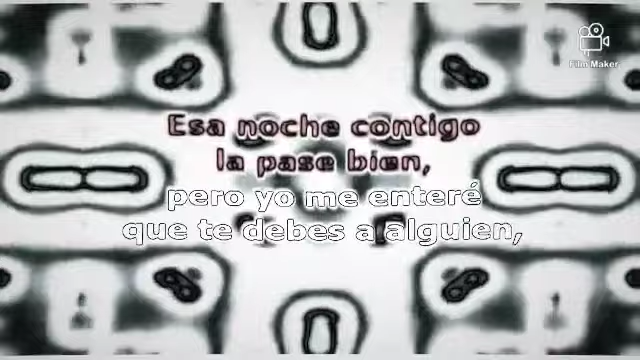 Film Maker
Esa noche contigo
la pase bien,
pero yo me enteré
que te debes a alguien,